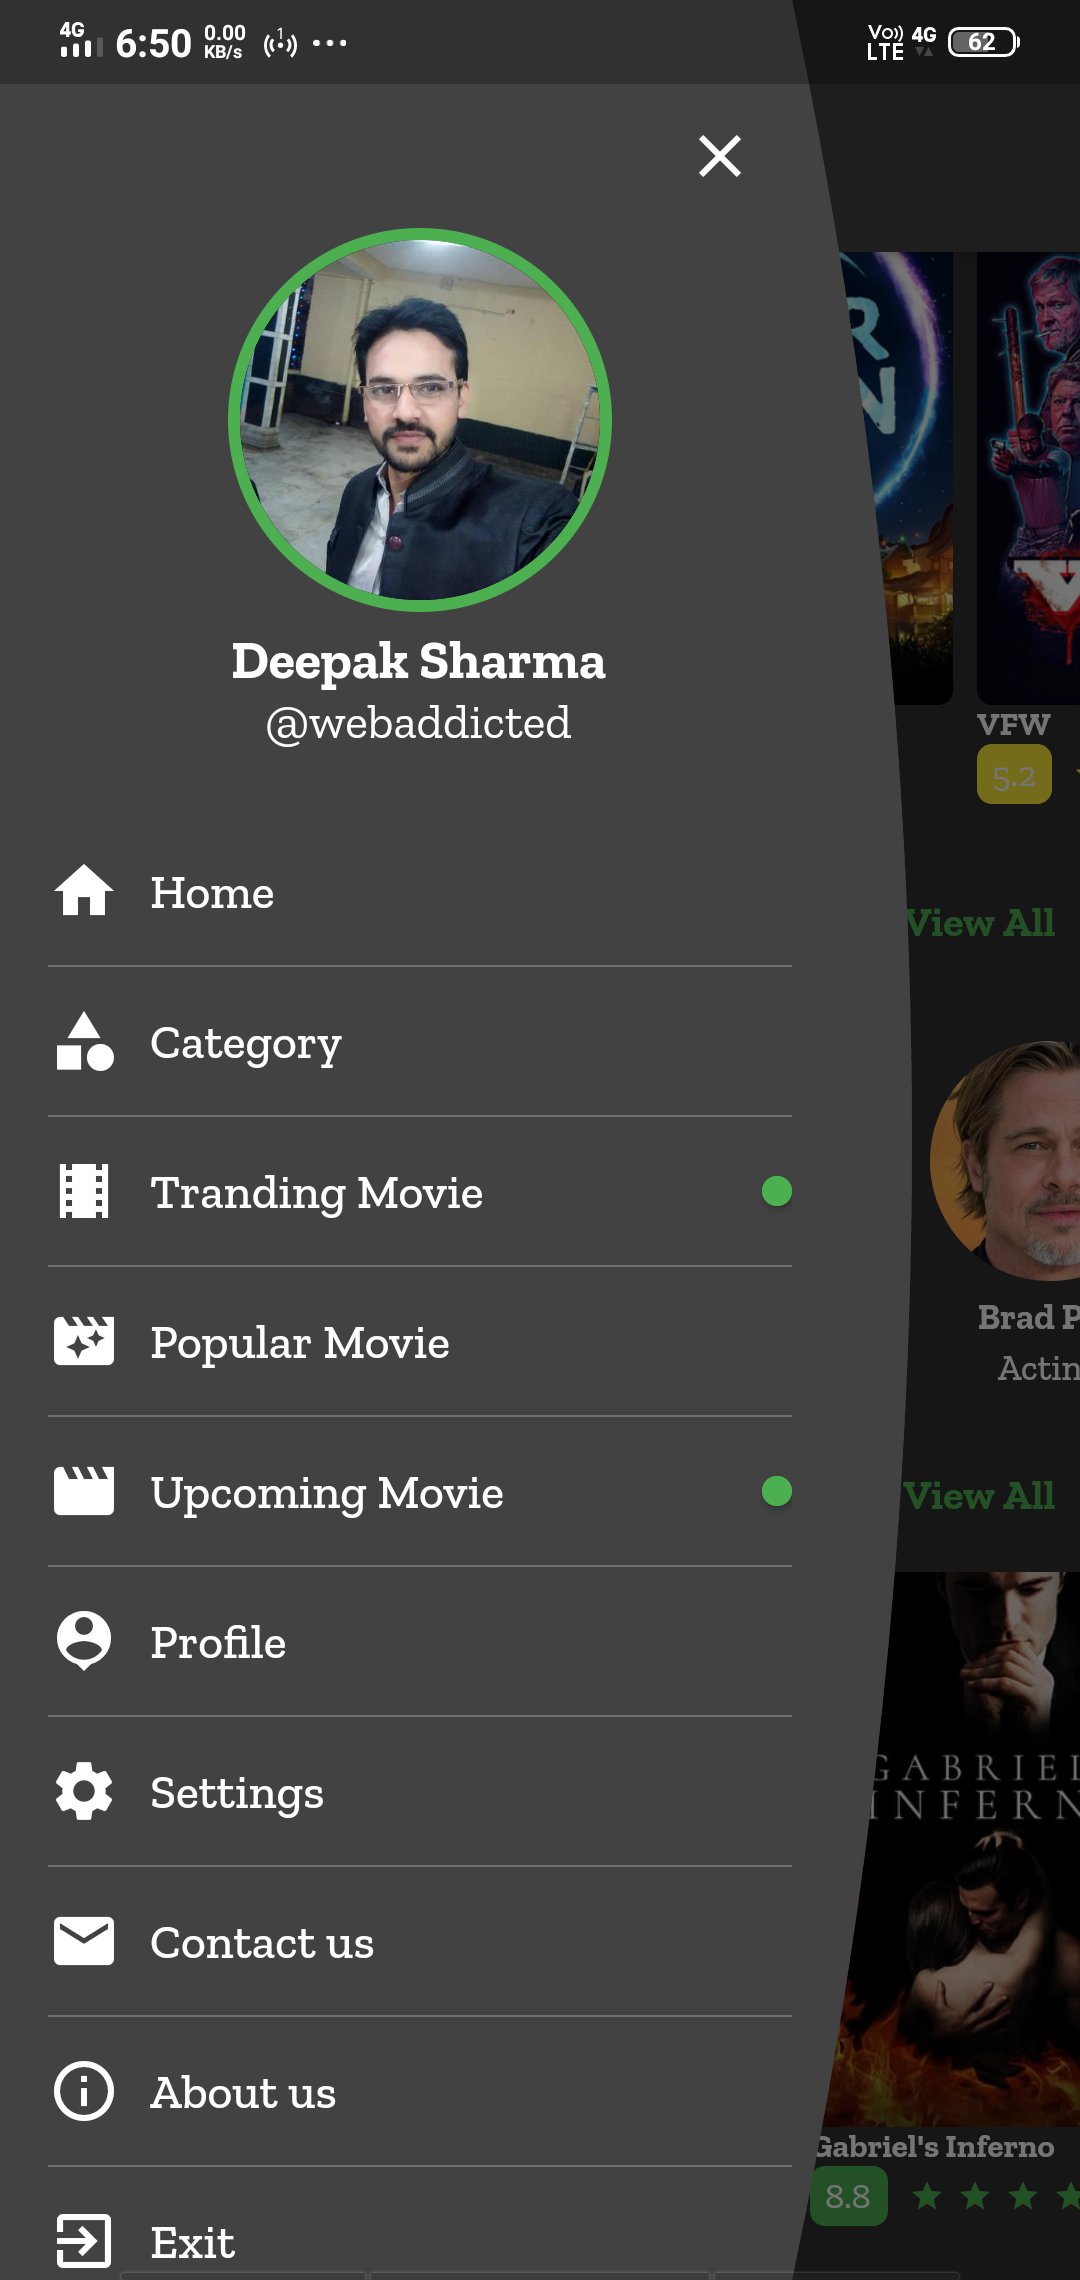 4G 6:50 0.00 KB/s 1 ... VoLTE 4G 62
Deepak Sharma
@webaddicted
VFW
5.2
Home
View All
Category
Tranding Movie
Brad P
Popular Movie
Actin
Upcoming Movie
View All
Profile
GABRIEL
INFERN
Settings
Contact us
About us
Gabriel's Inferno
8.8
Exit